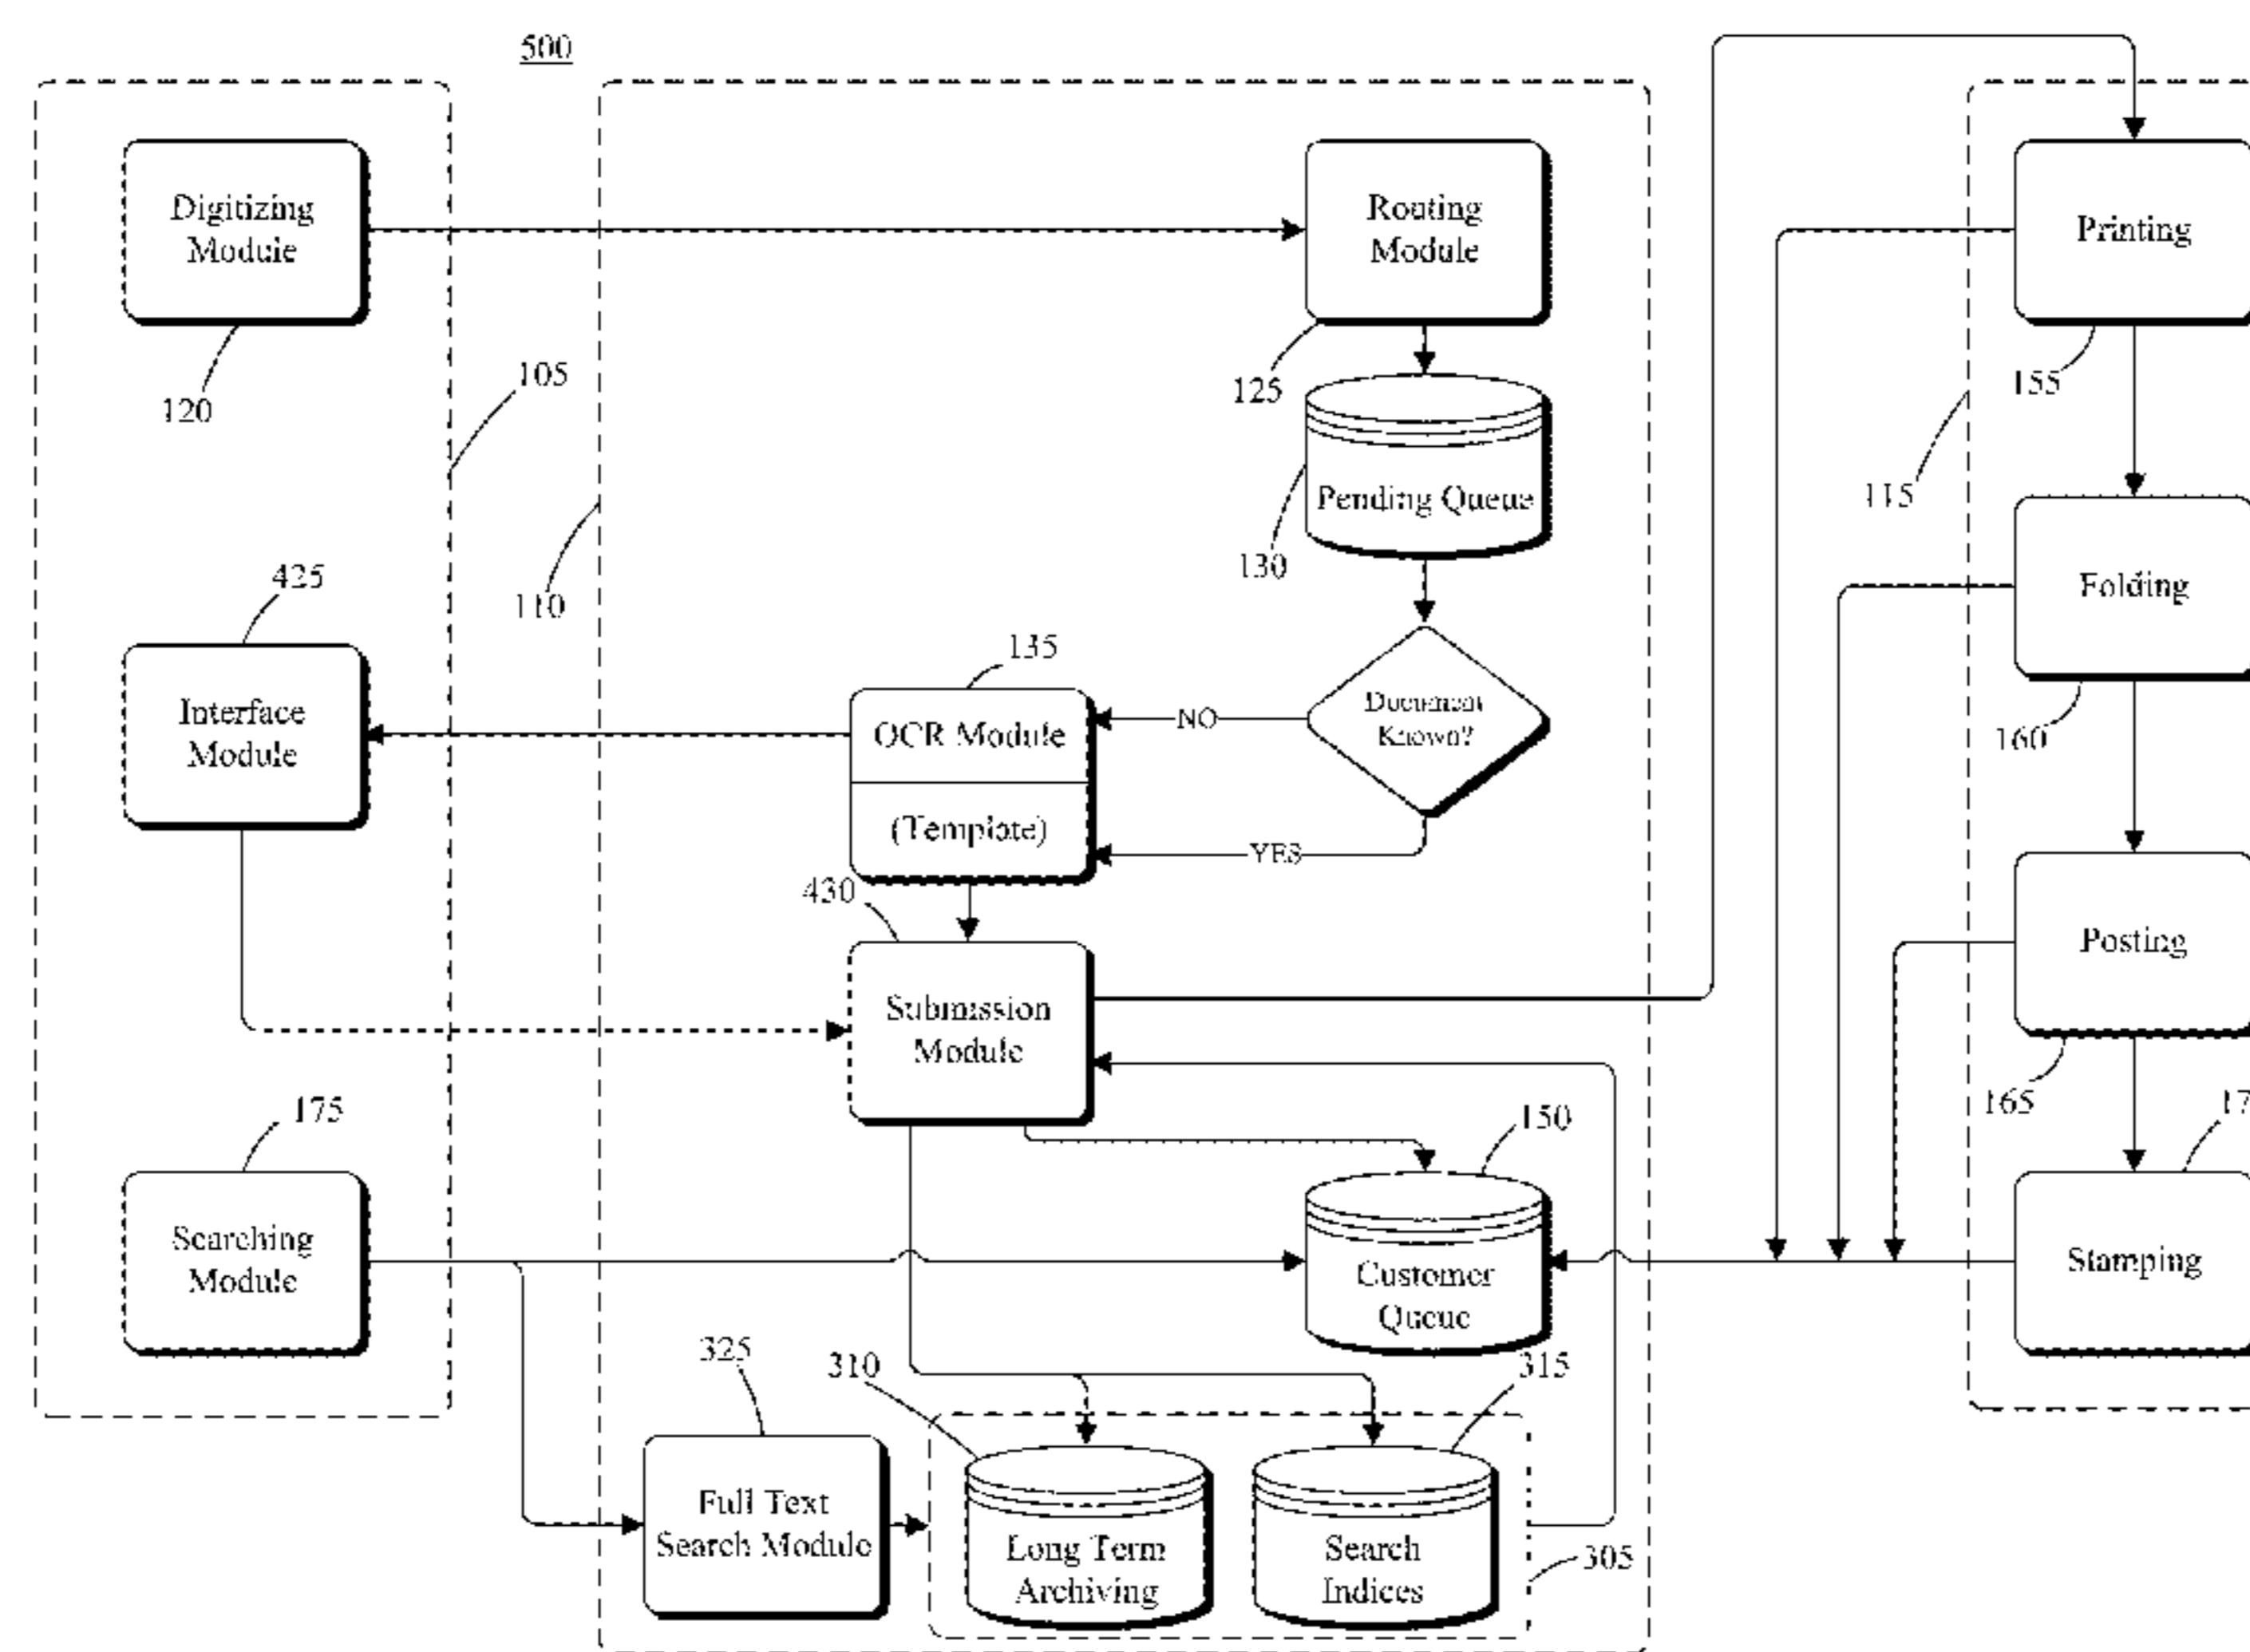 500
Digitizing
Module
120
105
Routing
Module
125
Pending Queue
130
Printing
155
115
Folding
160
425
Interface
Module
110
135
OCR Module
(Template)
NO
Document
Known?
YES
430
Submission
Module
Posting
165
175
Searching
Module
150
Customer
Queue
17
Stamping
325
Full Text
Search Module
310
Long Term
Archiving
315
Search
Indices
305